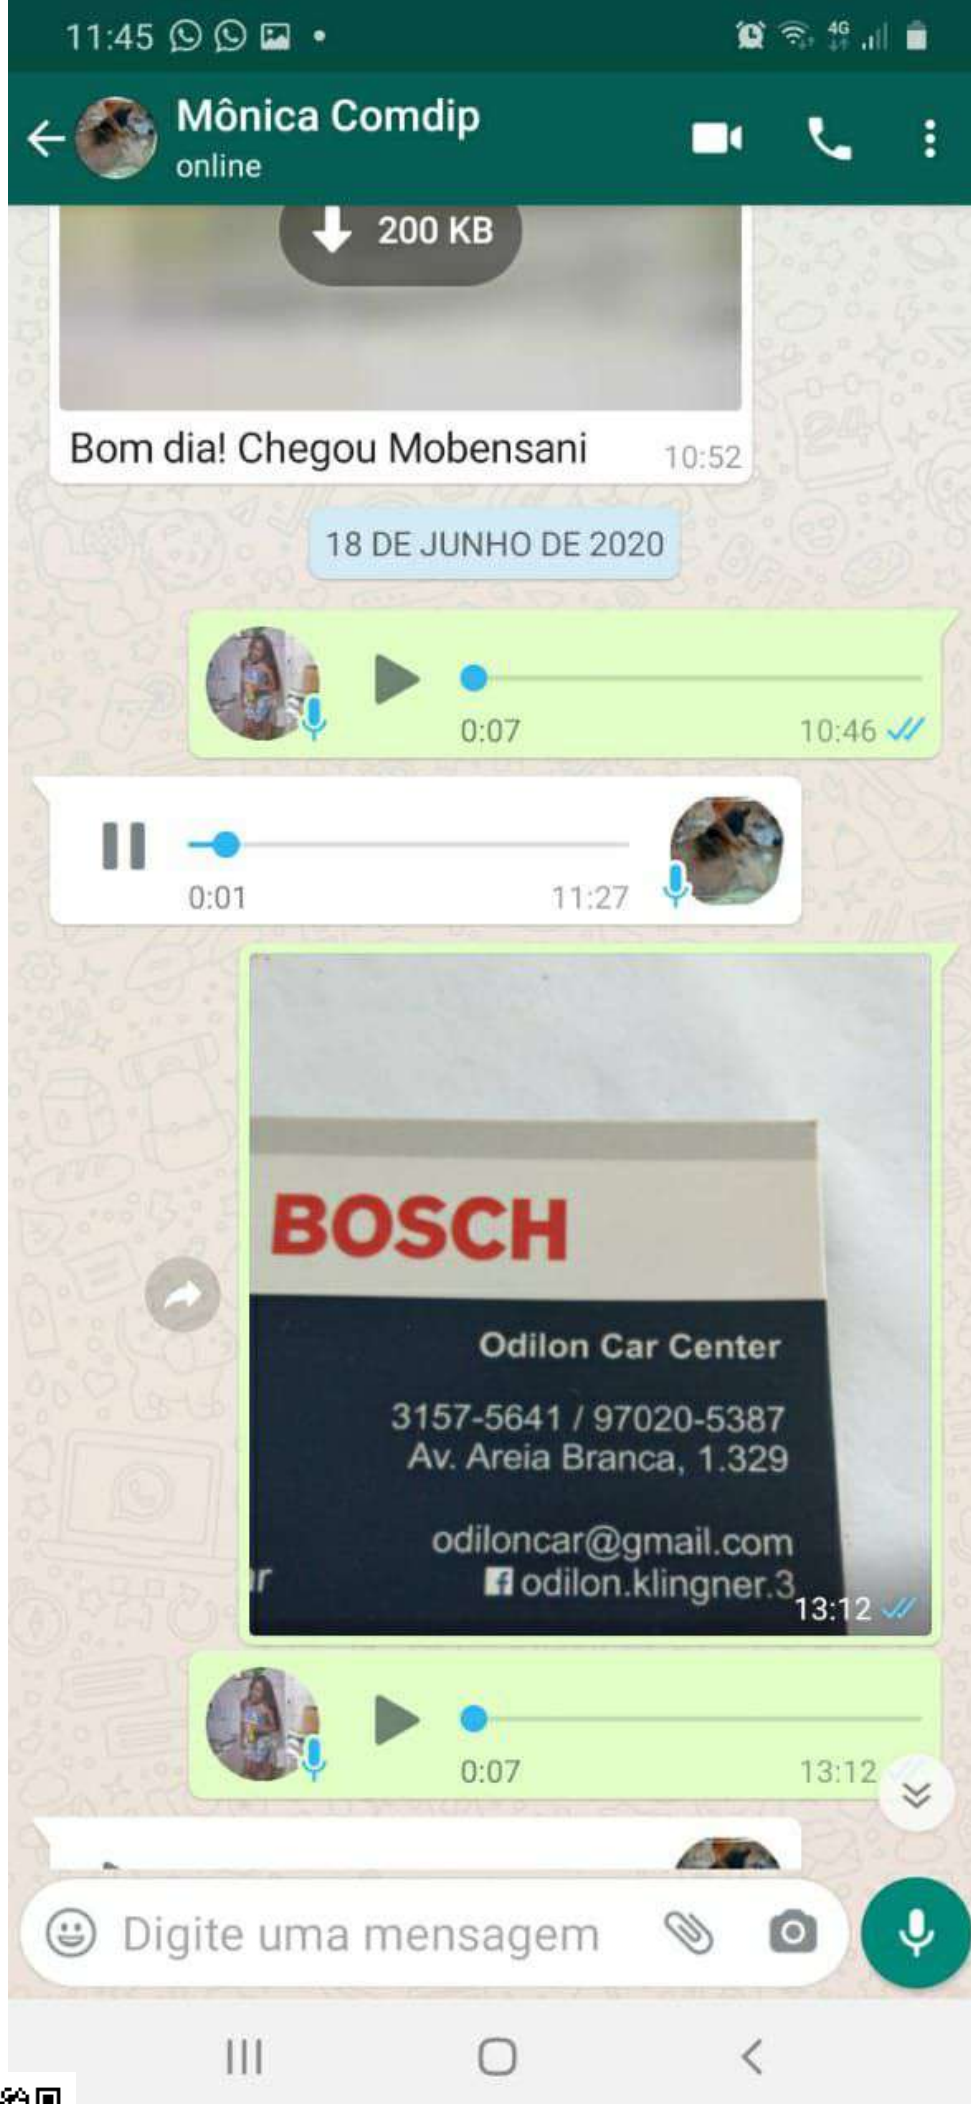 11:45
4G
Mônica Comdip
online
200 KB
Bom dia! Chegou Mobensani
10:52
18 DE JUNHO DE 2020
0:07
10:46
0:01
11:27
BOSCH
Odilon Car Center
3157-5641 / 97020-5387
Av. Areia Branca, 1.329
odiloncar@gmail.com
r
odilon.klingner.3
13:12
0:07
13:12
Digite uma mensagem